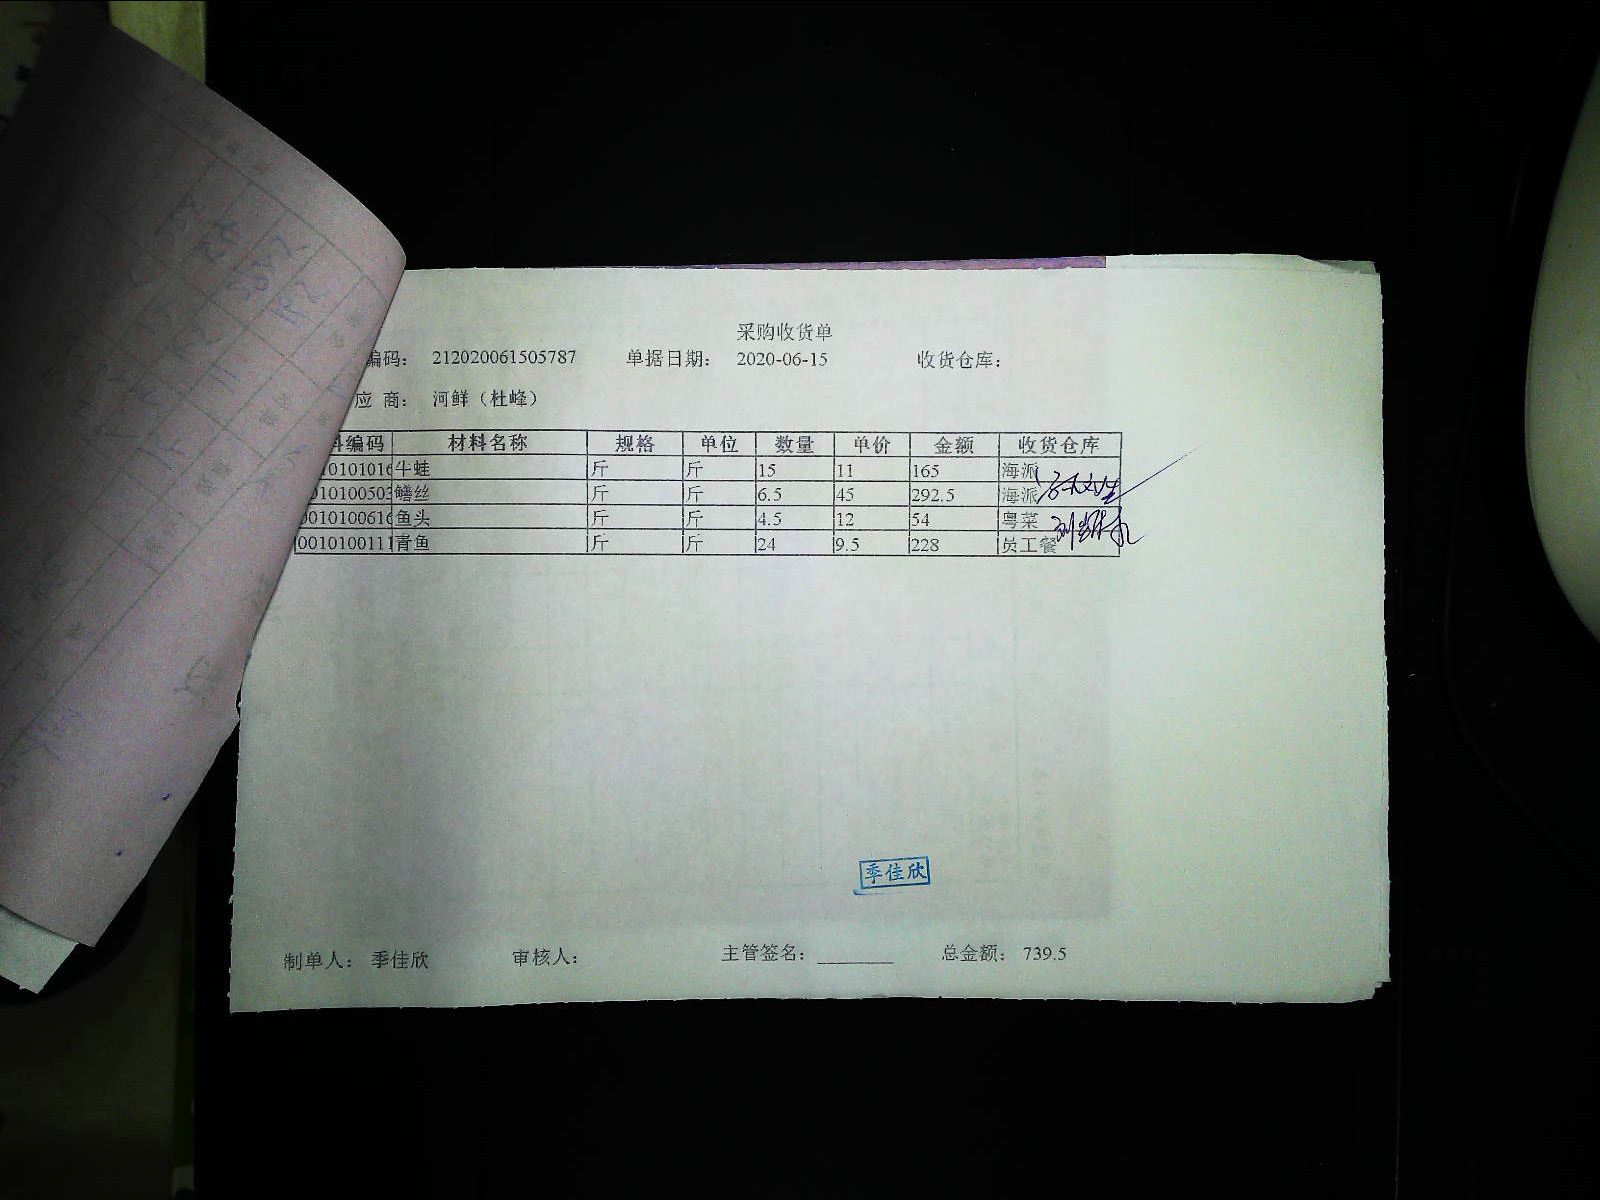 采购收货单
编码： 212020061505787 单据日期： 2020-06-15 收货仓库：
应 商： 河鲜（杜峰）
料编码 材料名称 规格 单位 数量 单价 金额 收货仓库
牛蛙 斤 斤 15 11 165 海派
鳝丝 斤 斤 6.5 45 292.5 海派
鱼头 斤 斤 4.5 12 54 粤菜
青鱼 斤 斤 24 9.5 228 员工餐
季佳欣
制单人： 季佳欣 审核人： 主管签名：________ 总金额： 739.5